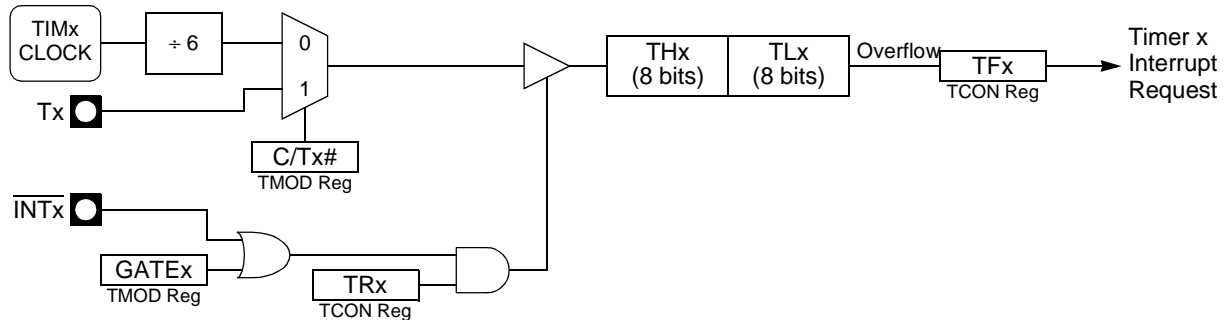 TIMx
CLOCK
÷ 6
0
1
Tx
C/Tx#
TMOD Reg
THx
(8 bits)
TLx
(8 bits)
Overflow
TFx
TCON Reg
Timer x
Interrupt
Request
INTx
GATEx
TMOD Reg
TRx
TCON Reg